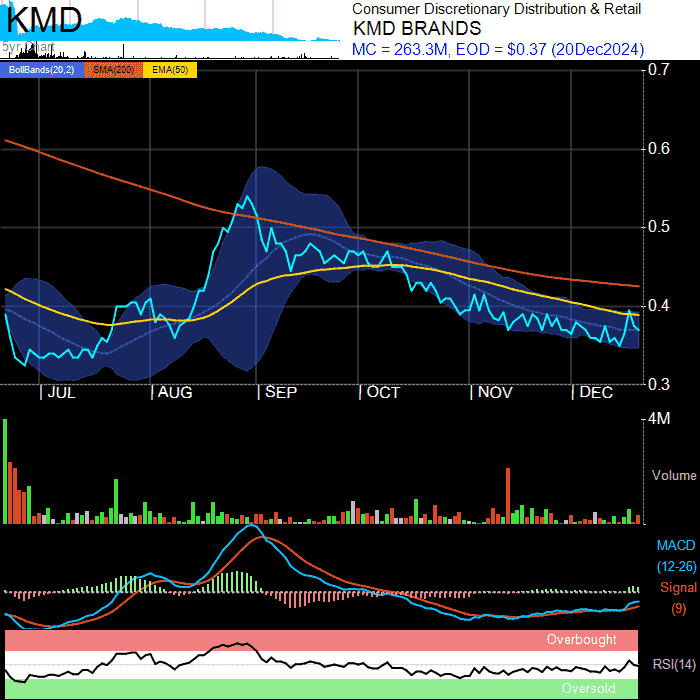 KMD
5yr Chart
Consumer Discretionary Distribution & Retail
KMD BRANDS
MC = 263.3M, EOD = $0.37 (20Dec2024)
BollBands(20,2) SMA(200) EMA(50)
0.7
0.6
0.5
0.4
0.3
JUL AUG SEP OCT NOV DEC
4M
Volume
MACD
(12-26)
Signal
(9)
Overbought
RSI(14)
Oversold